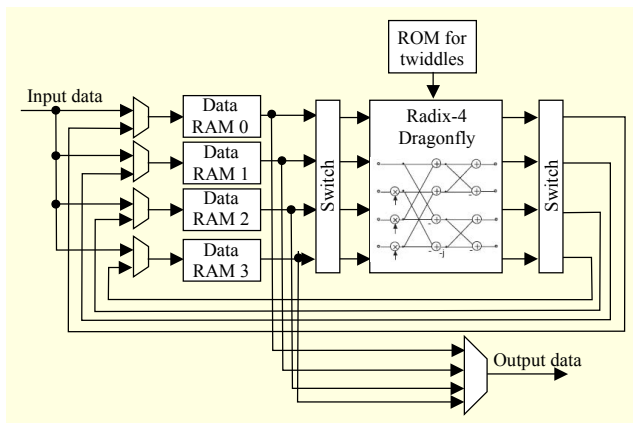 ROM for
twiddles
Input data
Data
RAM 0
Data
RAM 1
Data
RAM 2
Data
RAM 3
Switch
Radix-4
Dragonfly
-
-
-
-j
-
Switch
Output data